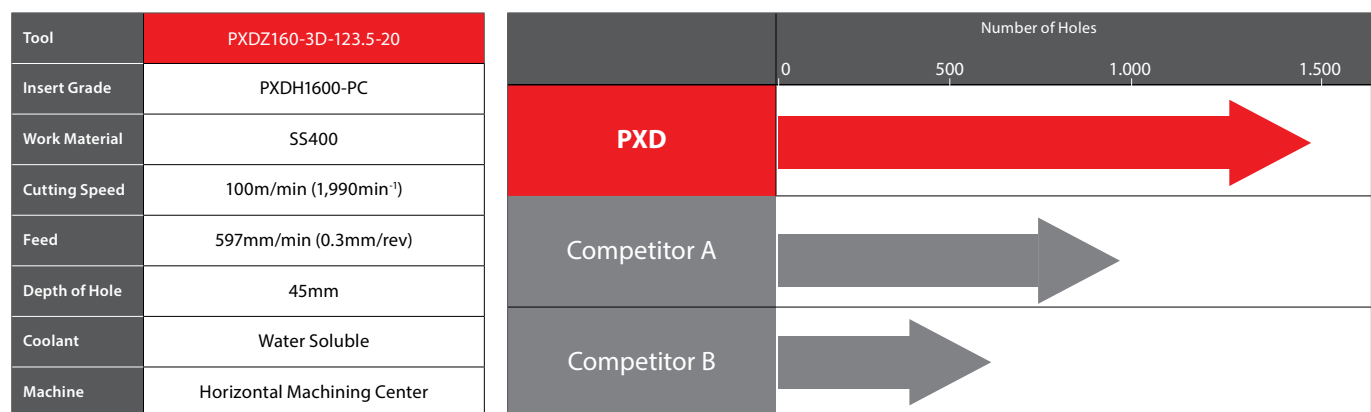 Tool PXDZ160-3D-123.5-20
Insert Grade PXDH1600-PC
Work Material SS400
Cutting Speed 100m/min (1,990min⁻¹)
Feed 597mm/min (0.3mm/rev)
Depth of Hole 45mm
Coolant Water Soluble
Machine Horizontal Machining Center
Number of Holes
0 500 1.000 1.500
PXD
Competitor A
Competitor B